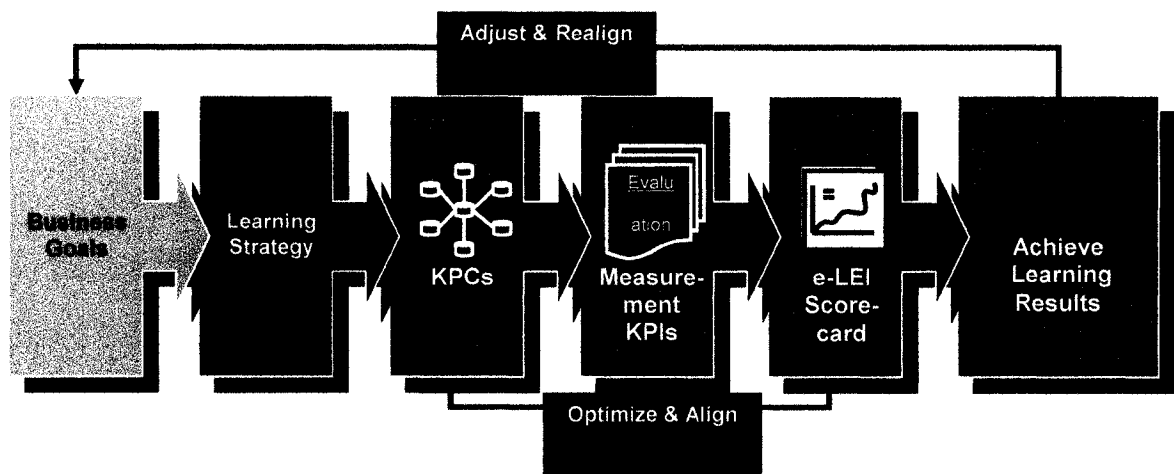 Adjust & Realign
Business
Goals
Learning
Strategy
KPCs
Evalu
ation
Measure-
ment
KPIs
e-LEI
Score-
card
Achieve
Learning
Results
Optimize & Align